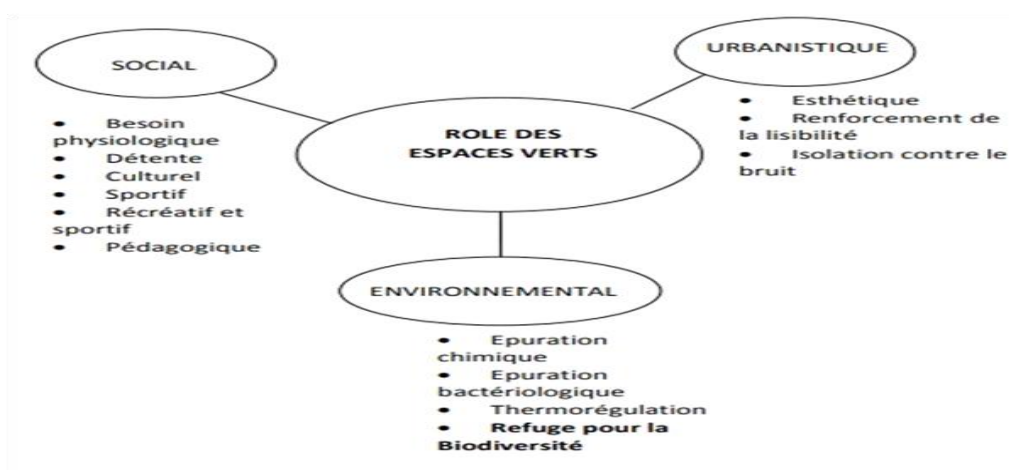 SOCIAL
• Besoin
physiologique
• Détente
• Culturel
• Sportif
• Récréatif et
sportif
• Pédagogique
ROLE DES
ESPACES VERTS
URBANISTIQUE
• Esthétique
• Renforcement de
la lisibilité
• Isolation contre le
bruit
ENVIRONNEMENTAL
• Epuration
chimique
• Epuration
bactériologique
• Thermorégulation
• Refuge pour la
Biodiversité